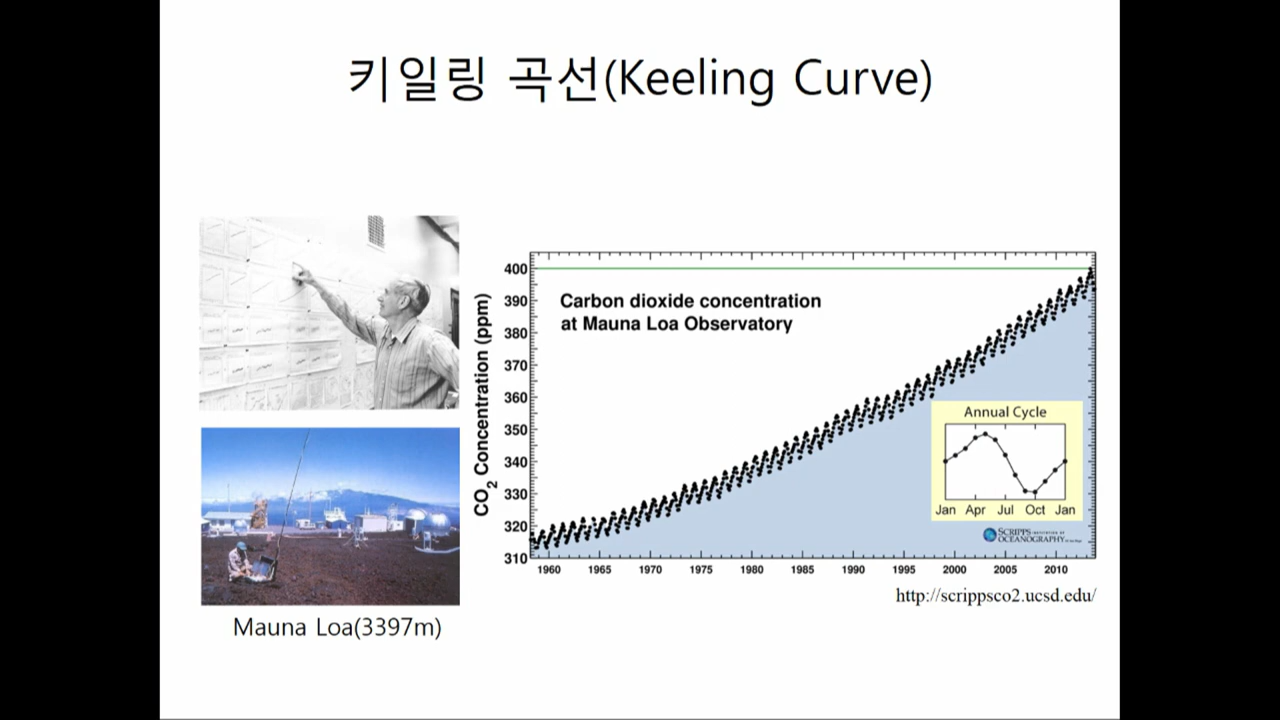 키일링 곡선(Keeling Curve)
400
390
380
370
360
350
340
330
320
310
CO2 Concentration (ppm)
Carbon dioxide concentration
at Mauna Loa Observatory
Annual Cycle
Jan Apr Jul Oct Jan
SCRIPPS INSTITUTION OF
OCEANOGRAPHY
1960 1965 1970 1975 1980 1985 1990 1995 2000 2005 2010
http://scrippsco2.ucsd.edu/
Mauna Loa(3397m)